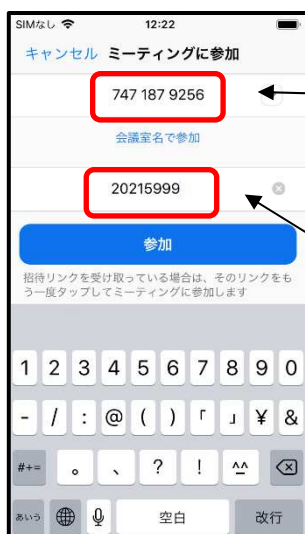 SIMなし 12:22
キャンセル ミーティングに参加
747 187 9256
会議室名で参加
20215999
参加
招待リンクを受け取っている場合は、そのリンクをも
う一度タップしてミーティングに参加します
1 2 3 4 5 6 7 8 9 0
- / : @ ( ) 「 」 ¥ &
#+= 。 、 ? ! ^^
あいう 空白 改行